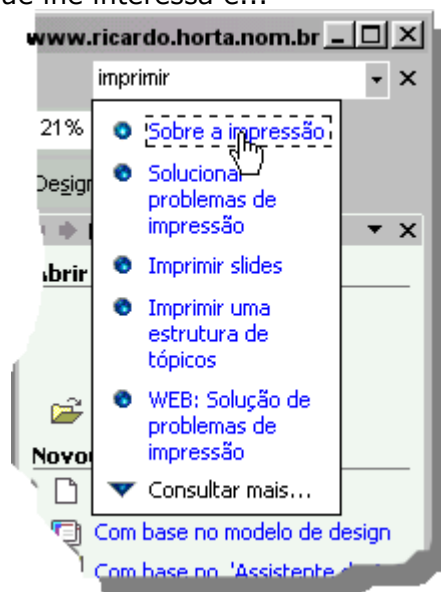 que lhe interessa é...
www.ricardo.horta.nom.br
imprimir
21%
Sobre a impressão
Design
Solucionar
problemas de
impressão
Imprimir slides
Abrir
Imprimir uma
estrutura de
tópicos
WEB: Solução de
problemas de
impressão
Novo
Consultar mais...
Com base no modelo de design
Com base no 'Assistente